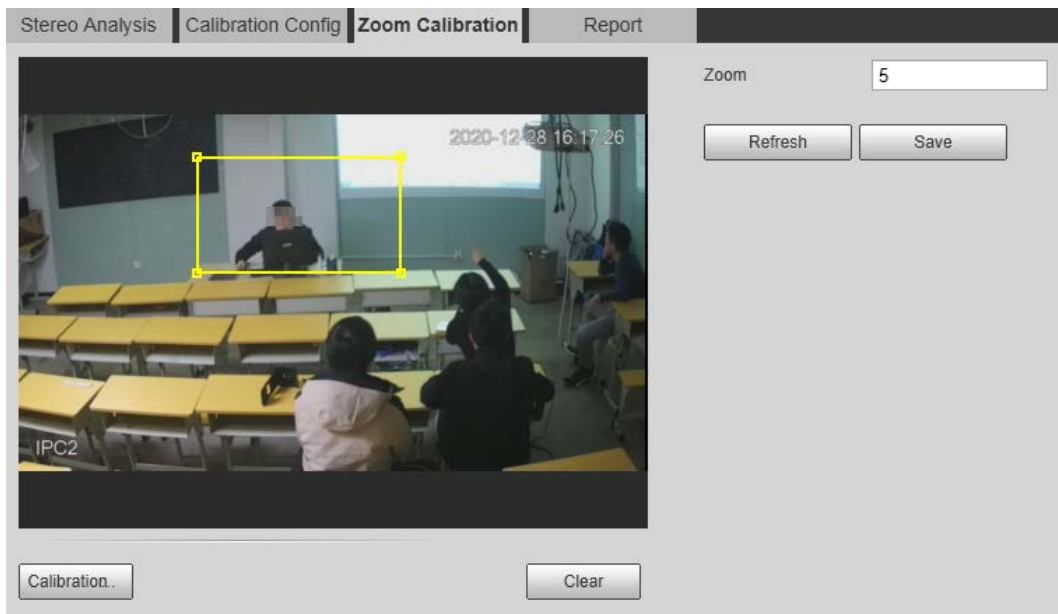 Stereo Analysis Calibration Config Zoom Calibration Report
Zoom 5
2020-12-28 16:17:26
Refresh Save
IPC2
Calibration.. Clear